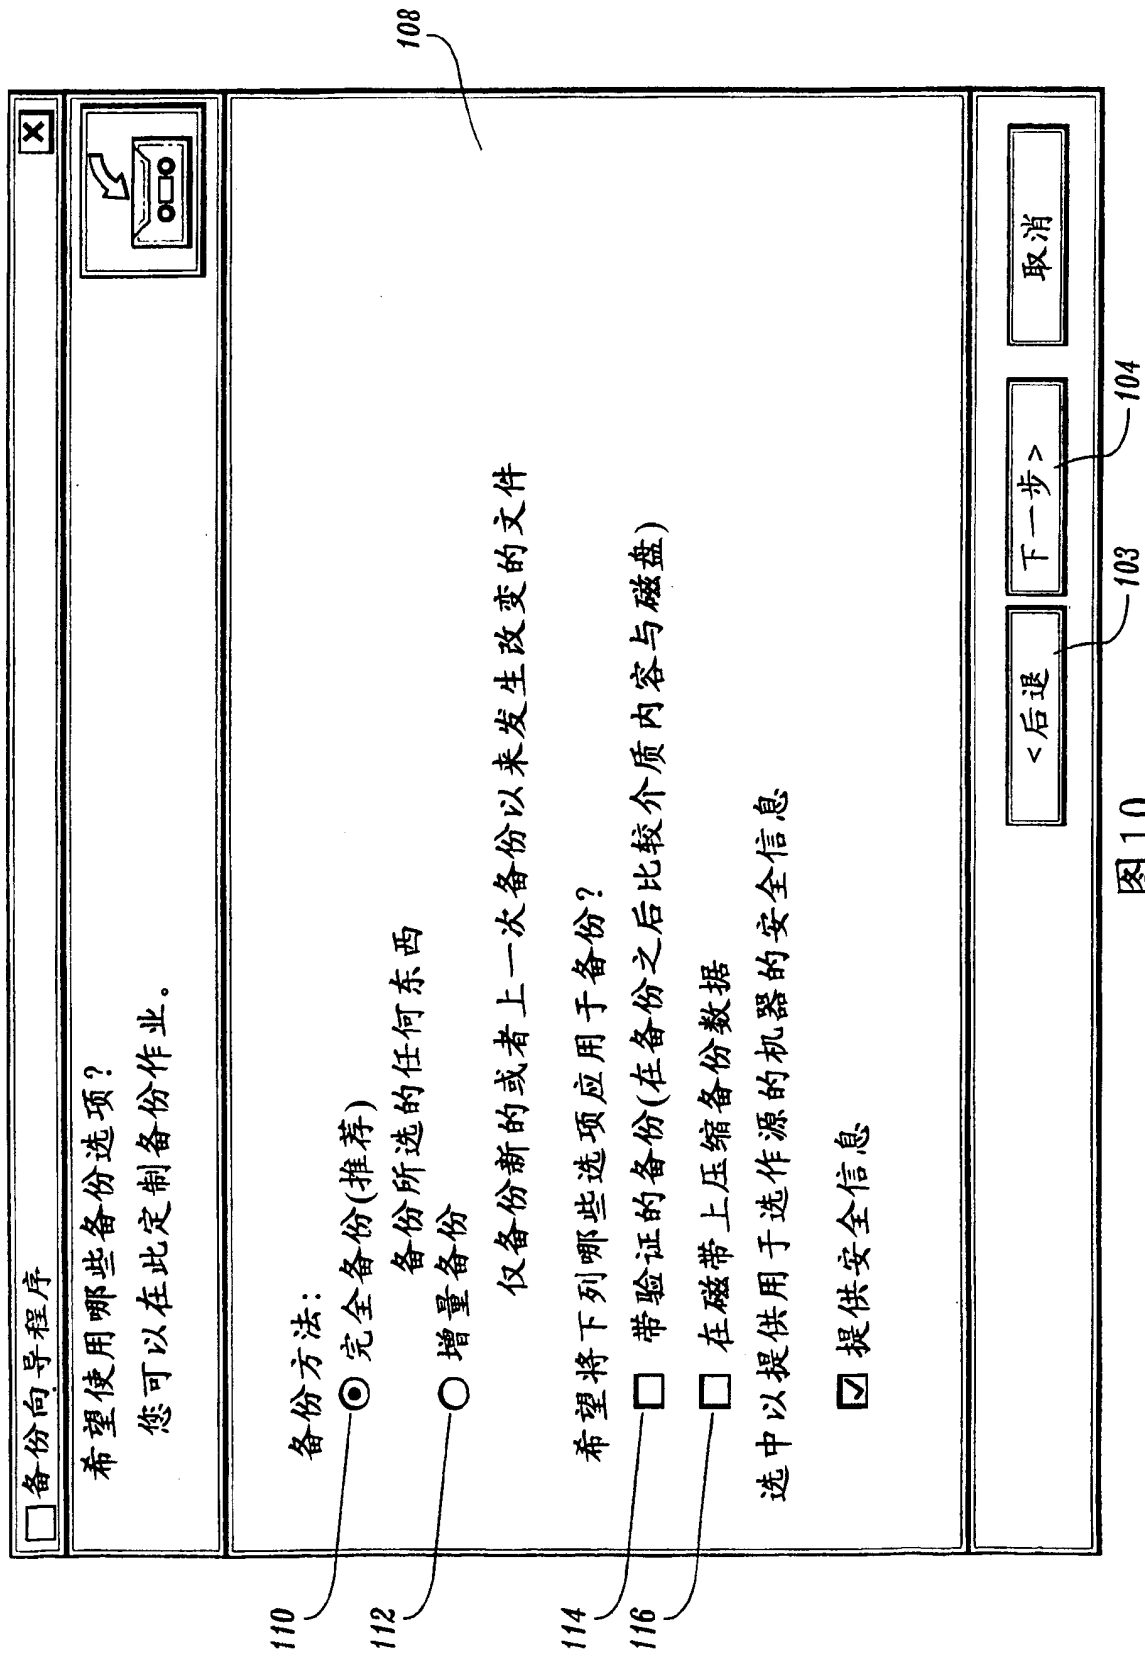 备份向导程序
希望使用哪些备份选项?
您可以在此定制备份作业。
108
备份方法:
110
完全备份(推荐)
备份所选的任何东西
112
增量备份
仅备份新的或者上一次备份以来发生改变的文件
希望将下列哪些选项应用于备份?
114
带验证的备份(在备份之后比较介质内容与磁盘)
116
在磁带上压缩备份数据
选中以提供用于选作源的机器的安全信息
提供安全信息
<后退
下一步>
取消
103
104
图10